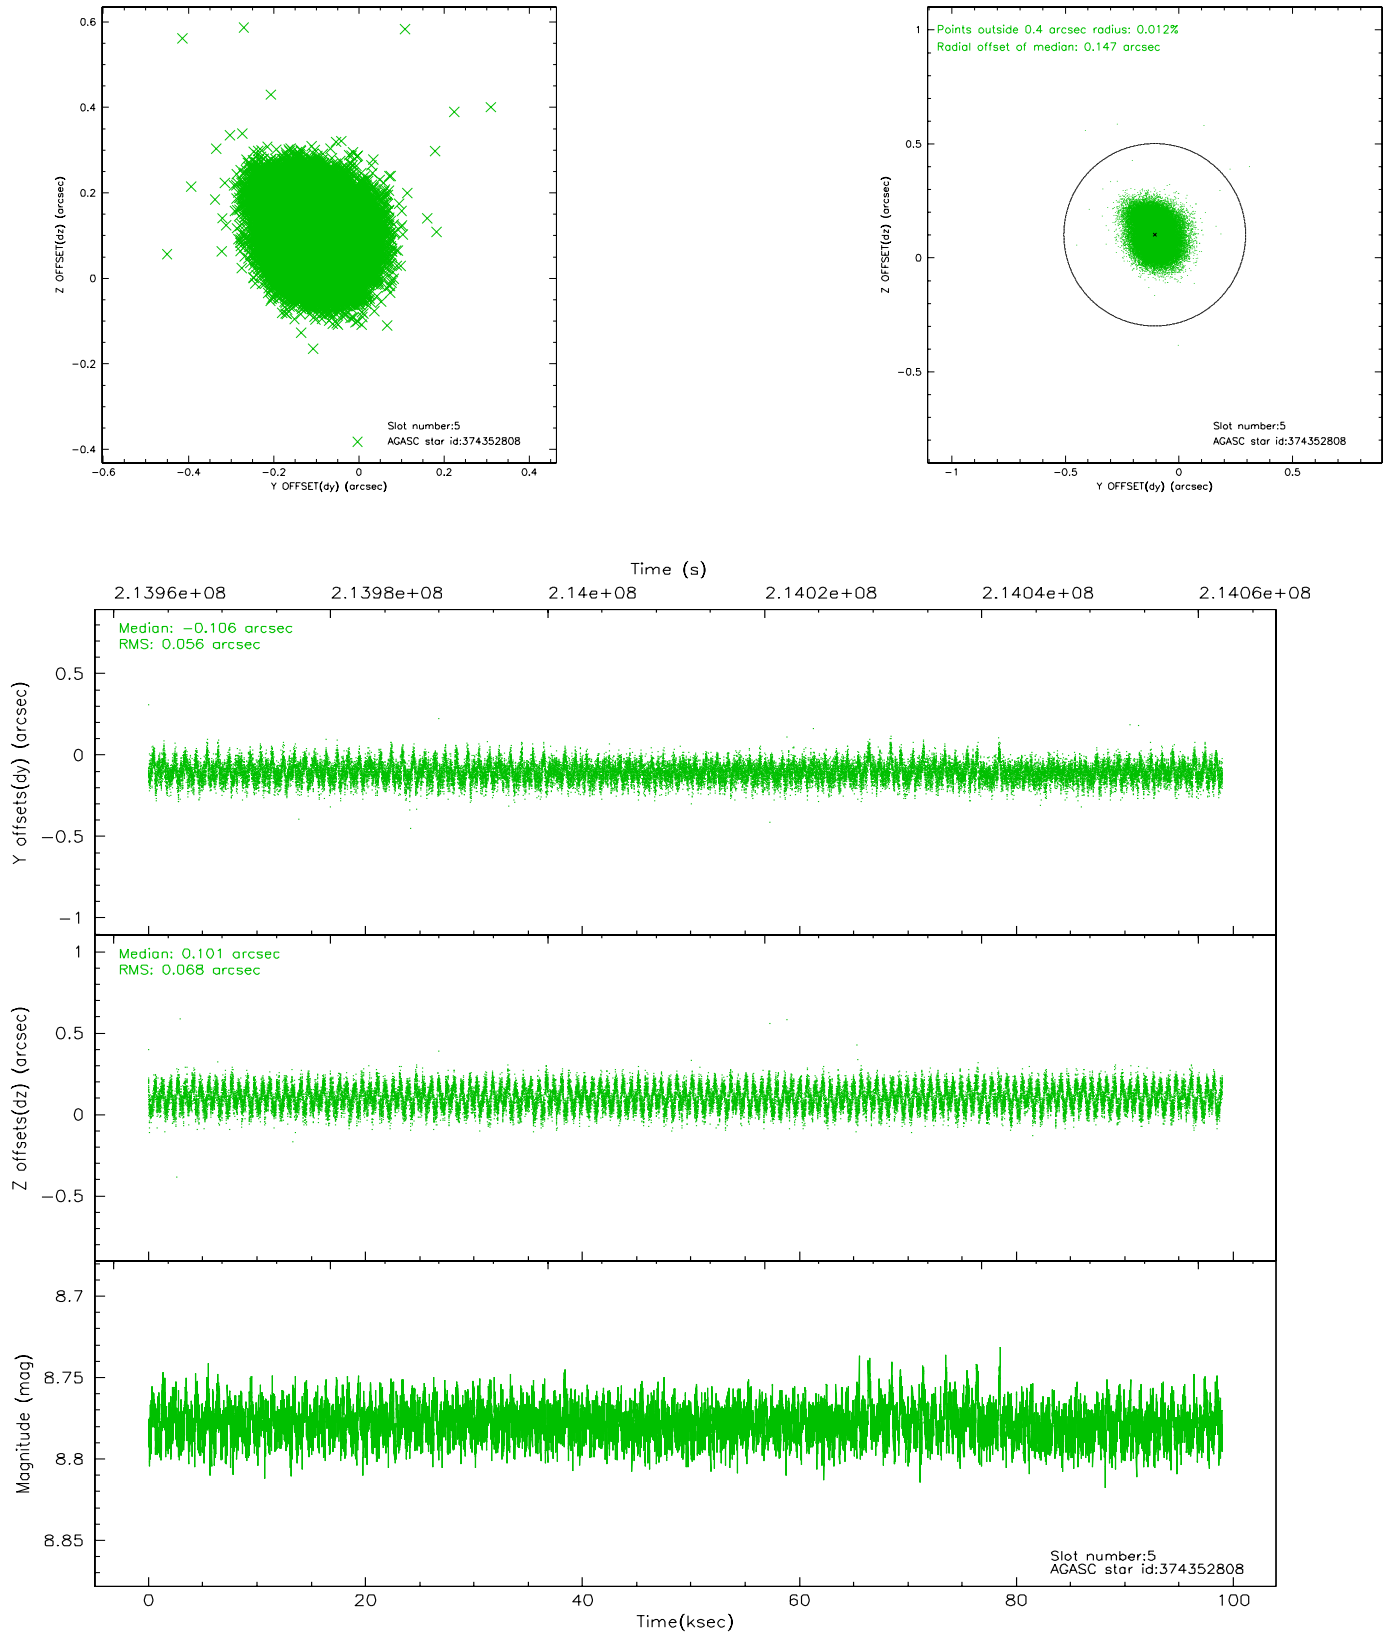 0.6
0.4
0.2
0
−0.2
−0.4
Z OFFSET(dz) (arcsec)
−0.6
−0.4
−0.2
0
0.2
0.4
Y OFFSET(dy) (arcsec)
Slot number:5
AGASC star id:374352808
Points outside 0.4 arcsec radius: 0.012%
Radial offset of median: 0.147 arcsec
1
0.5
0
−0.5
Z OFFSET(dz) (arcsec)
−1
−0.5
0
0.5
Y OFFSET(dy) (arcsec)
Slot number:5
AGASC star id:374352808
Time (s)
2.1396e+08
2.1398e+08
2.14e+08
2.1402e+08
2.1404e+08
2.1406e+08
Median: −0.106 arcsec
RMS: 0.056 arcsec
0.5
0
−0.5
−1
Y offsets(dy) (arcsec)
Median: 0.101 arcsec
RMS: 0.068 arcsec
1
0.5
0
−0.5
Z offsets(dz) (arcsec)
8.7
8.75
8.8
8.85
Magnitude (mag)
Slot number:5
AGASC star id:374352808
0
20
40
60
80
100
Time(ksec)